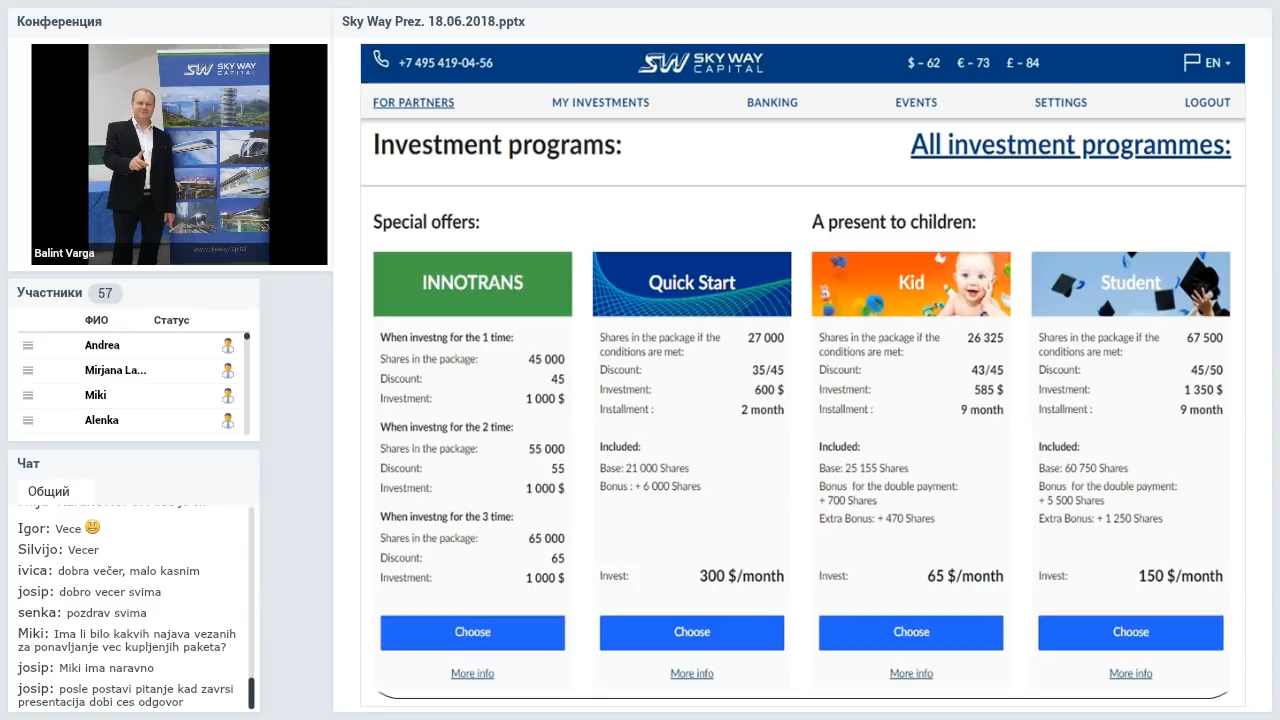 Конференция
Balint Varga
SKY WAY
CAPITAL
Участники 57
ФИО Статус
Andrea
Mirjana La...
Miki
Alenka
Чат
Общий
Igor: Vece
Silvijo: Vecer
ivica: dobra večer, malo kasnim
josip: dobro vecer svima
senka: pozdrav svima
Miki: Ima li bilo kakvih najava vezanih
za ponavljanje vec kupljenjih paketa?
josip: Miki ima naravno
josip: posle postavi pitanje kad zavrsi
presentacija dobi ces odgovor
Sky Way Prez. 18.06.2018.pptx
+7 495 419-04-56
SW SKY WAY
CAPITAL
$ – 62 € – 73 £ – 84
EN
FOR PARTNERS MY INVESTMENTS BANKING EVENTS SETTINGS LOGOUT
Investment programs:
All investment programmes:
Special offers:
A present to children:
INNOTRANS
When investng for the 1 time:
Shares in the package: 45 000
Discount: 45
Investment: 1 000 $
When investng for the 2 time:
Shares in the package: 55 000
Discount: 55
Investment: 1 000 $
When investng for the 3 time:
Shares in the package: 65 000
Discount: 65
Investment: 1 000 $
Choose
More info
Quick Start
Shares in the package if the 27 000
conditions are met:
Discount: 35/45
Investment: 600 $
Installment : 2 month
Included:
Base: 21 000 Shares
Bonus : + 6 000 Shares
Invest: 300 $/month
Choose
More info
Kid
Shares in the package if the 26 325
conditions are met:
Discount: 43/45
Investment: 585 $
Installment : 9 month
Included:
Base: 25 155 Shares
Bonus for the double payment:
+ 700 Shares
Extra Bonus: + 470 Shares
Invest: 65 $/month
Choose
More info
Student
Shares in the package if the 67 500
conditions are met:
Discount: 45/50
Investment: 1 350 $
Installment : 9 month
Included:
Base: 60 750 Shares
Bonus for the double payment:
+ 5 500 Shares
Extra Bonus: + 1 250 Shares
Invest: 150 $/month
Choose
More info